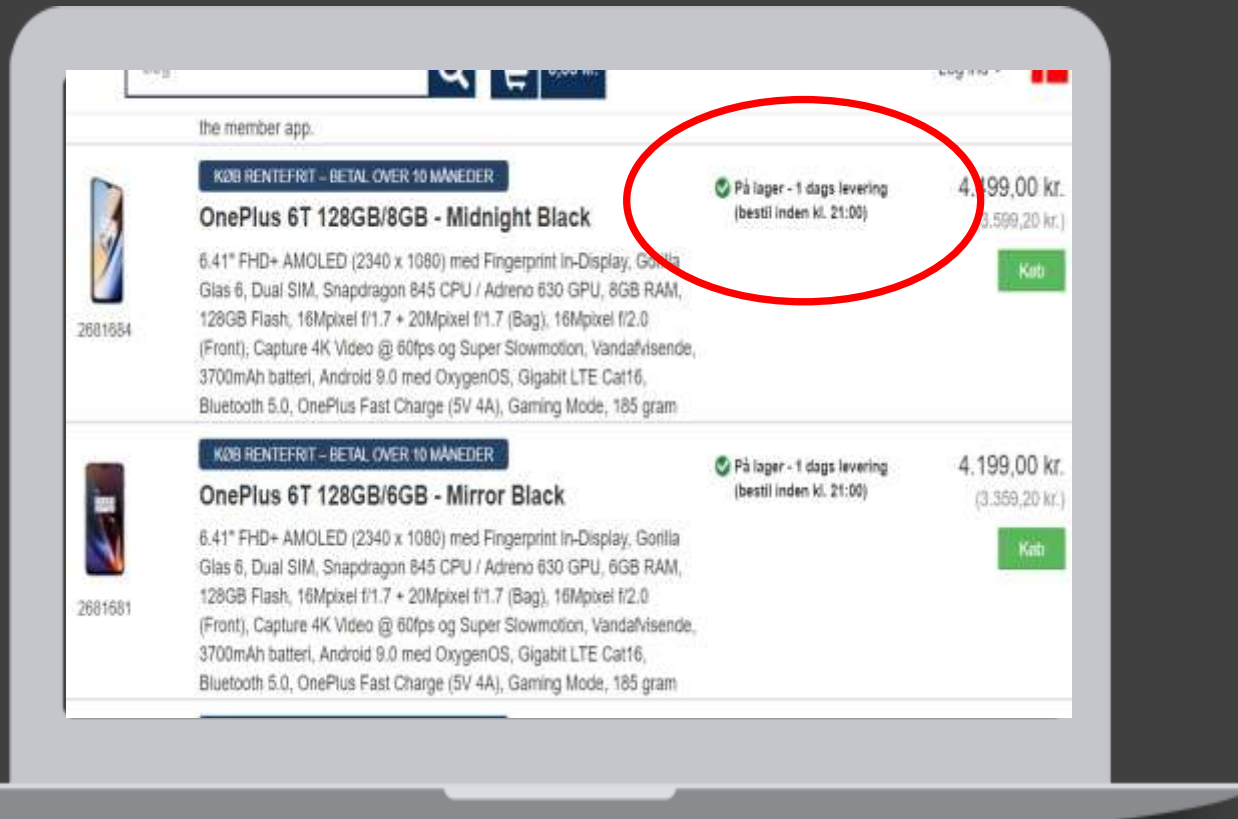 the member app.
KØB RENTEFRIT – BETAL OVER 10 MÅNEDER
OnePlus 6T 128GB/8GB - Midnight Black
6.41" FHD+ AMOLED (2340 x 1080) med Fingerprint In-Display, Gorilla
Glas 6, Dual SIM, Snapdragon 845 CPU / Adreno 630 GPU, 8GB RAM,
128GB Flash, 16Mpixel f/1.7 + 20Mpixel f/1.7 (Bag), 16Mpixel f/2.0
(Front), Capture 4K Video @ 60fps og Super Slowmotion, Vandafvisende,
3700mAh batteri, Android 9.0 med OxygenOS, Gigabit LTE Cat16,
Bluetooth 5.0, OnePlus Fast Charge (5V 4A), Gaming Mode, 185 gram
2681684
På lager - 1 dags levering
(bestil inden kl. 21:00)
4.499,00 kr.
(3.599,20 kr.)
Køb
KØB RENTEFRIT – BETAL OVER 10 MÅNEDER
OnePlus 6T 128GB/6GB - Mirror Black
6.41" FHD+ AMOLED (2340 x 1080) med Fingerprint In-Display, Gorilla
Glas 6, Dual SIM, Snapdragon 845 CPU / Adreno 630 GPU, 6GB RAM,
128GB Flash, 16Mpixel f/1.7 + 20Mpixel f/1.7 (Bag), 16Mpixel f/2.0
(Front), Capture 4K Video @ 60fps og Super Slowmotion, Vandafvisende,
3700mAh batteri, Android 9.0 med OxygenOS, Gigabit LTE Cat16,
Bluetooth 5.0, OnePlus Fast Charge (5V 4A), Gaming Mode, 185 gram
2681681
På lager - 1 dags levering
(bestil inden kl. 21:00)
4.199,00 kr.
(3.359,20 kr.)
Køb